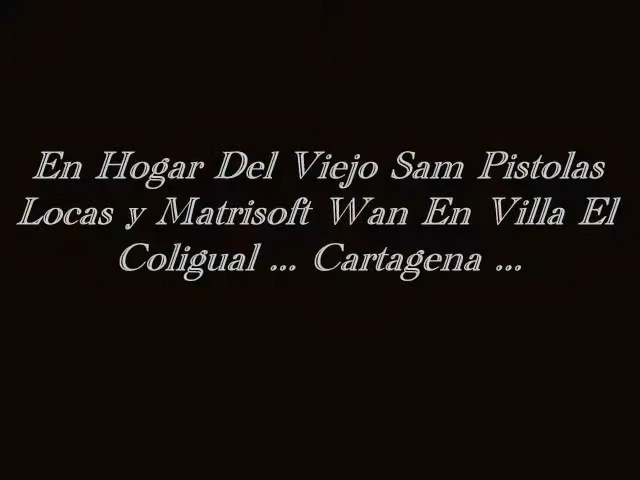 En Hogar Del Viejo Sam Pistolas
Locas y Matrisoft Wan En Villa El
Coligual ... Cartagena ...